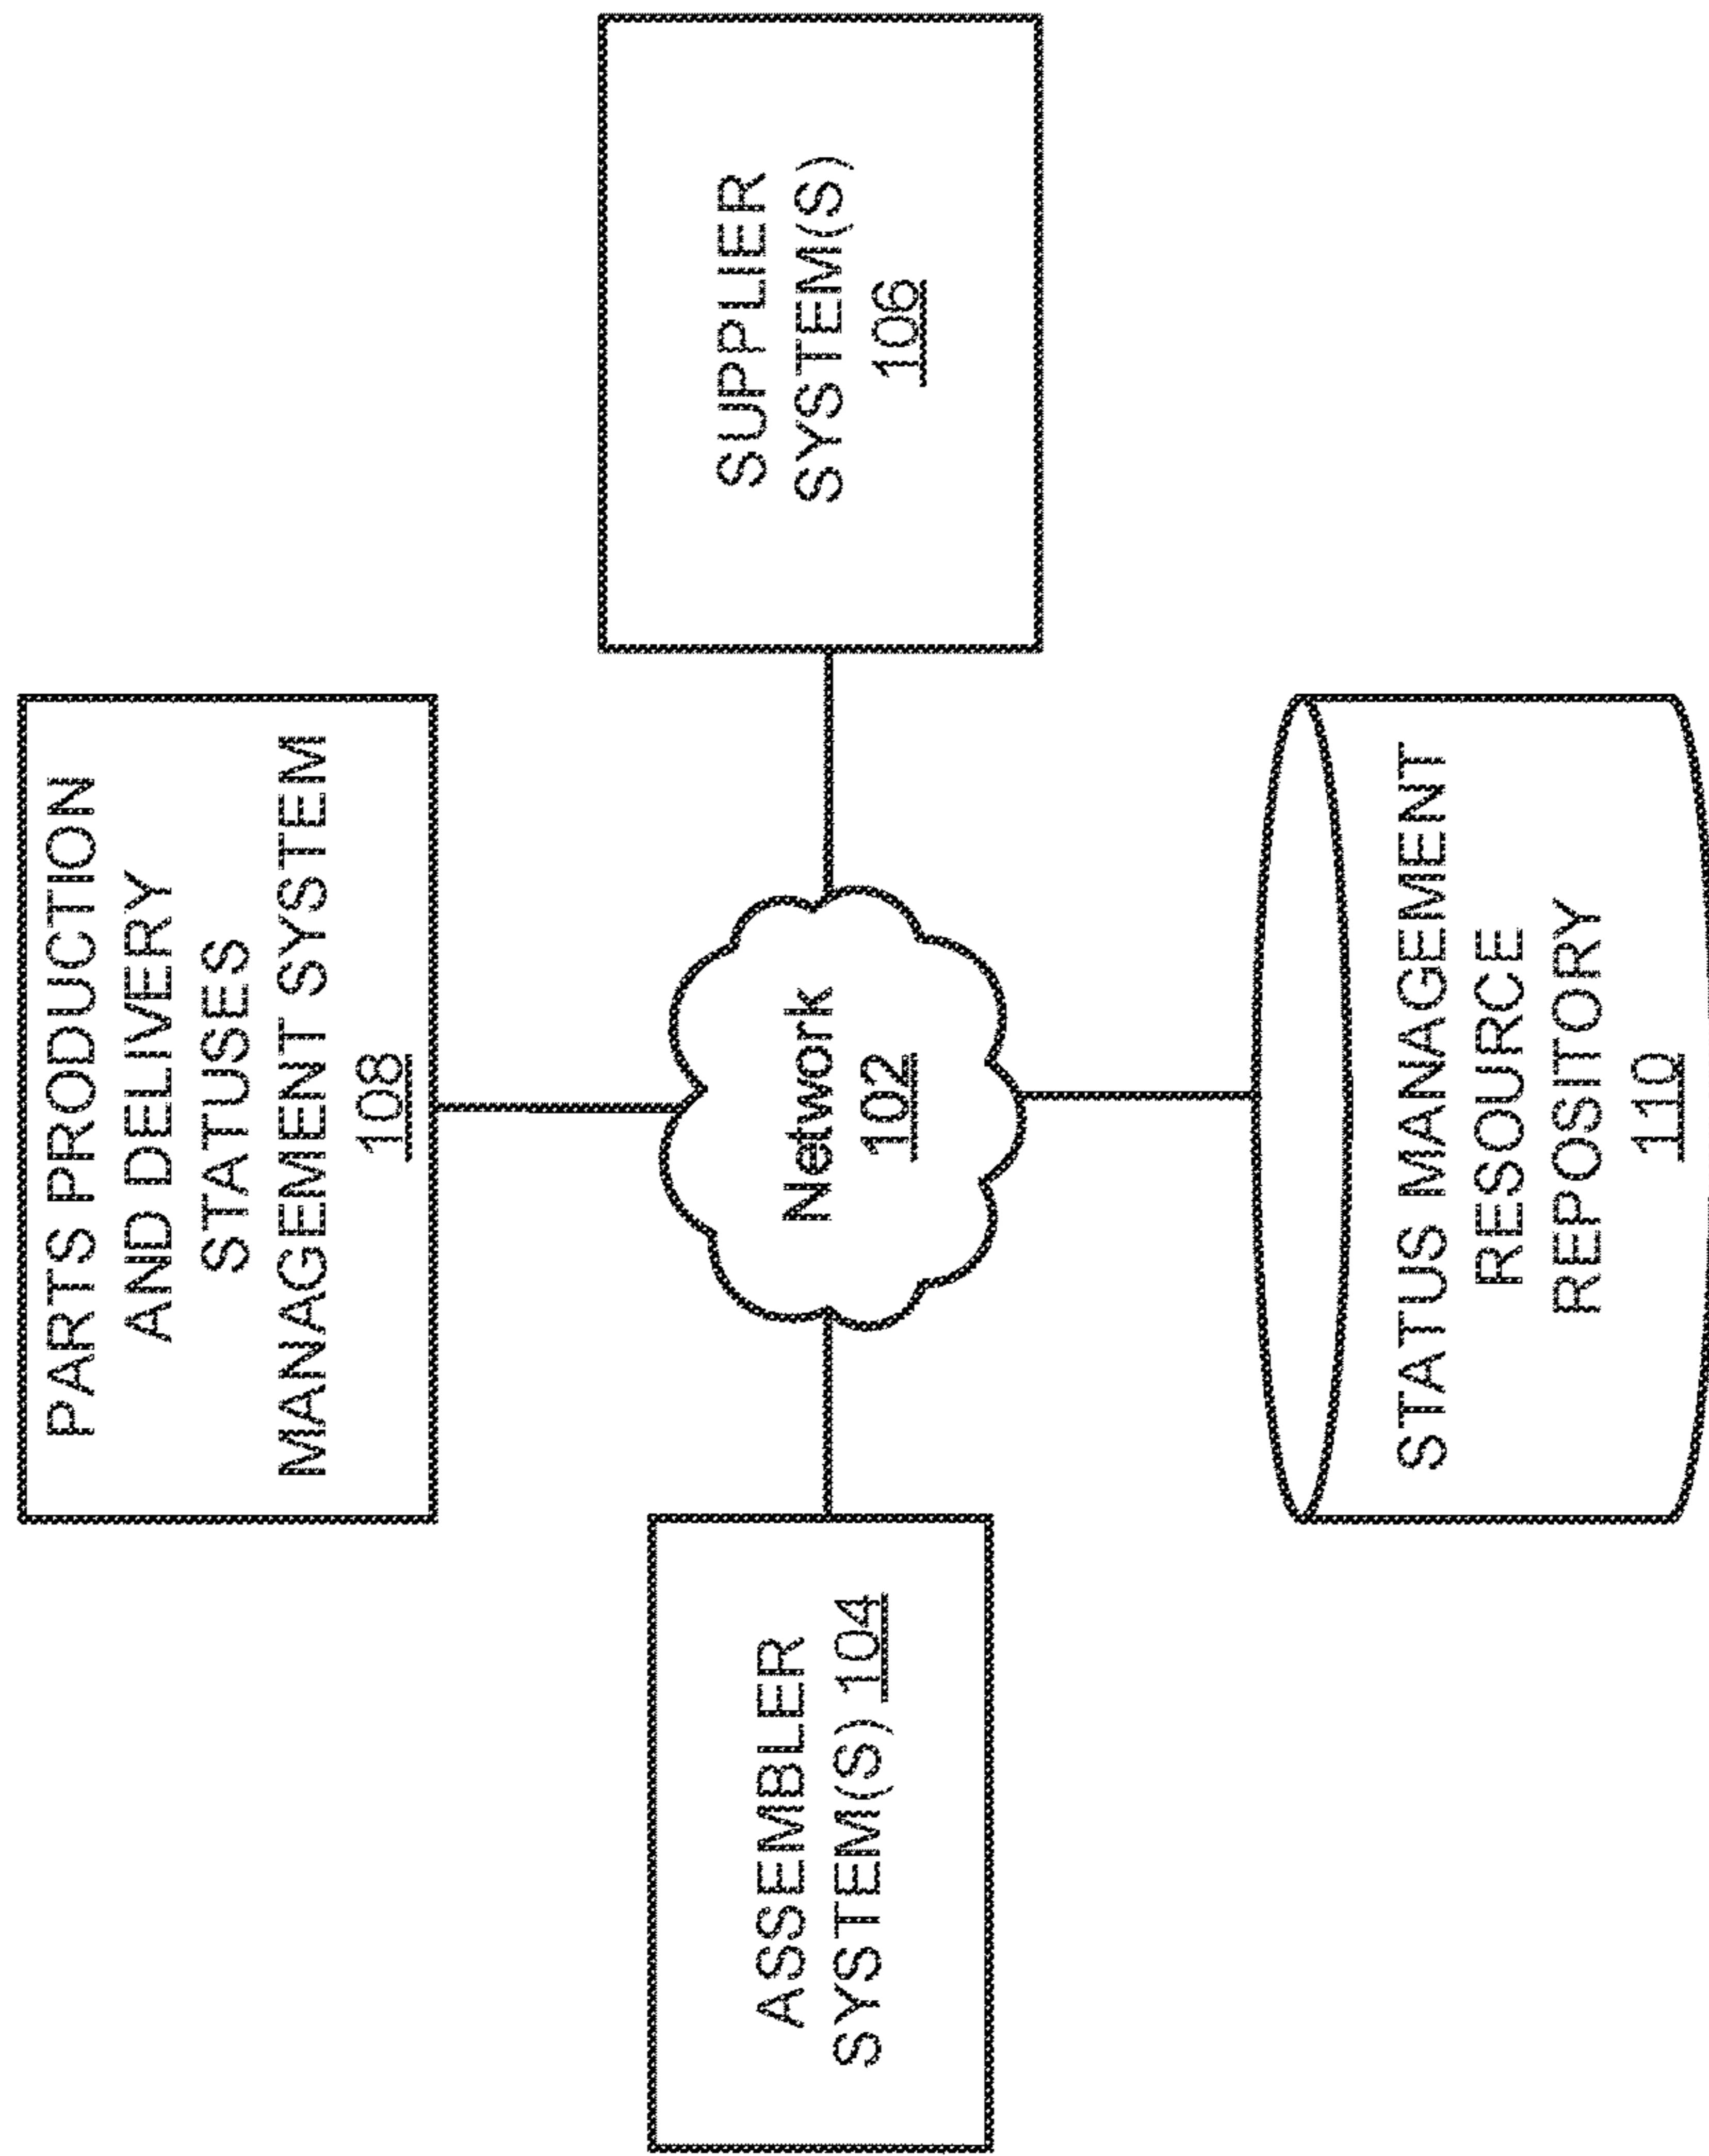 PARTS PRODUCTION
AND DELIVERY
STATUSES
MANAGEMENT SYSTEM
108
ASSEMBLER
SYSTEM(S) 104
Network
102
SUPPLIER
SYSTEM(S)
106
STATUS MANAGEMENT
RESOURCE
REPOSITORY
110